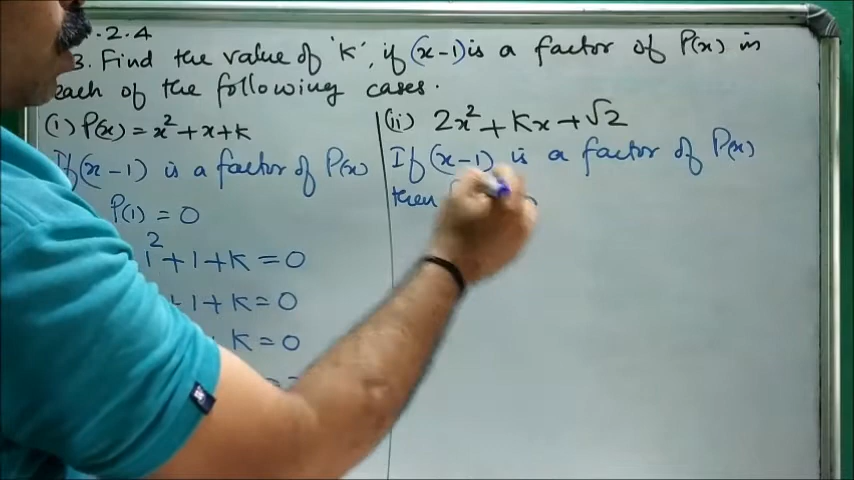 .2.4
3. Find the value of 'K', if (x-1) is a factor of P(x) in
each of the following cases.
(i) P(x) = x² + x + k
If (x-1) is a factor of P(x)
P(1) = 0
1² + 1 + K = 0
+ 1 + K = 0
K = 0
(ii) 2x² + Kx + √2
If (x-1) is a factor of P(x)
then